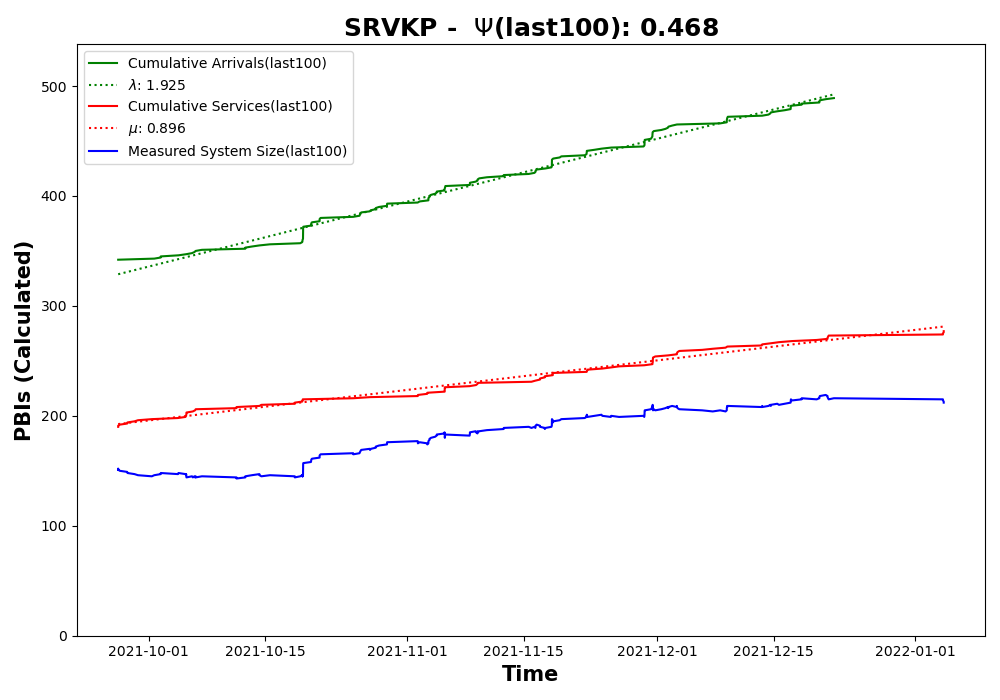 SRVKP - Ψ(last100): 0.468
Cumulative Arrivals(last100)
λ: 1.925
Cumulative Services(last100)
μ: 0.896
Measured System Size(last100)
500
400
300
200
100
0
PBIs (Calculated)
2021-10-01 2021-10-15 2021-11-01 2021-11-15 2021-12-01 2021-12-15 2022-01-01
Time